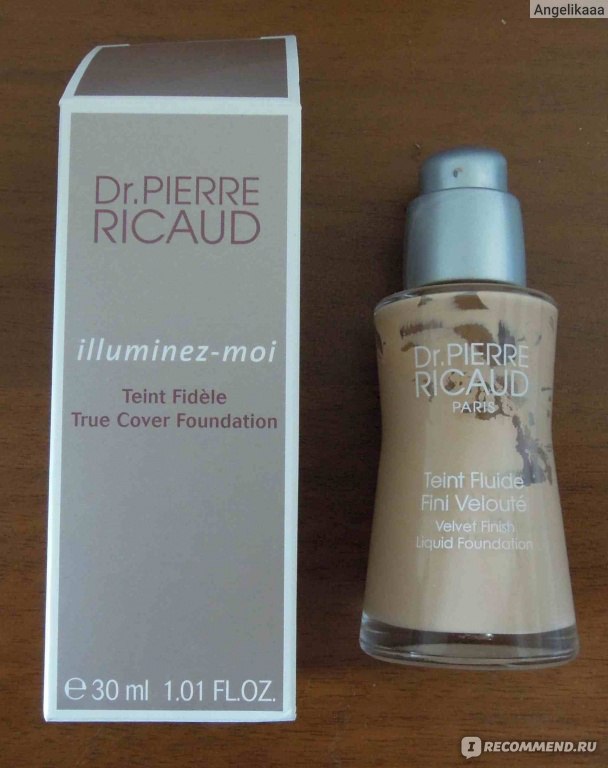 Angelikaaa
Dr.PIERRE
RICAUD
illuminez-moi
Teint Fidèle
True Cover Foundation
℮ 30 ml 1.01 FL.OZ.
Dr.PIERRE
RICAUD
PARIS
Teint Fluide
Fini Velouté
Velvet Finish
Liquid Foundation
IRECOMMEND.RU